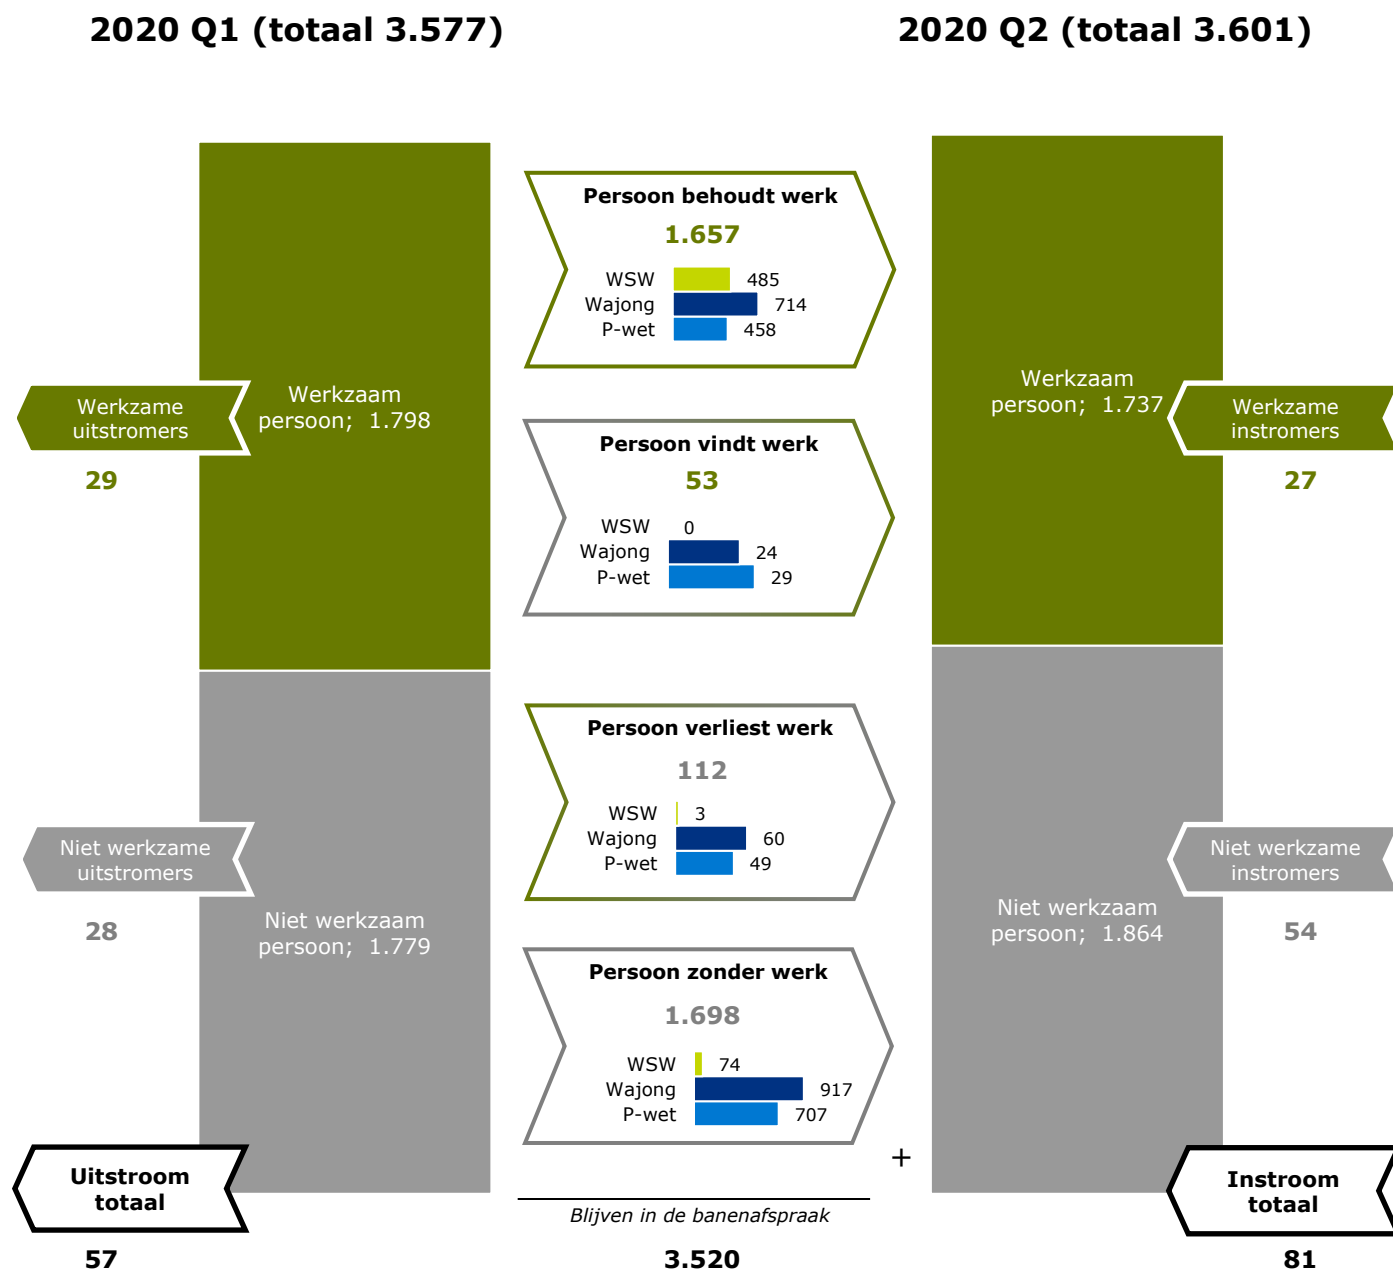 2020 Q1 (totaal 3.577)
2020 Q2 (totaal 3.601)
Werkzaam
persoon; 1.798
Werkzame
uitstromers
29
Niet werkzame
uitstromers
28
Niet werkzaam
persoon; 1.779
Uitstroom
totaal
57
Persoon behoudt werk
1.657
WSW 485
Wajong 714
P-wet 458
Persoon vindt werk
53
WSW 0
Wajong 24
P-wet 29
Persoon verliest werk
112
WSW 3
Wajong 60
P-wet 49
Persoon zonder werk
1.698
WSW 74
Wajong 917
P-wet 707
+
Blijven in de banenafspraak
3.520
Werkzaam
persoon; 1.737
Werkzame
instromers
27
Niet werkzame
instromers
54
Niet werkzaam
persoon; 1.864
Instroom
totaal
81